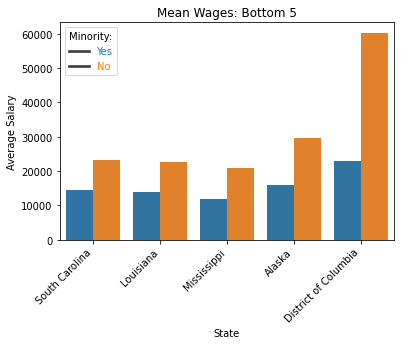 Mean Wages: Bottom 5
Minority:
Yes
No
60000
50000
40000
30000
20000
10000
0
Average Salary
South Carolina
Louisiana
Mississippi
Alaska
District of Columbia
State